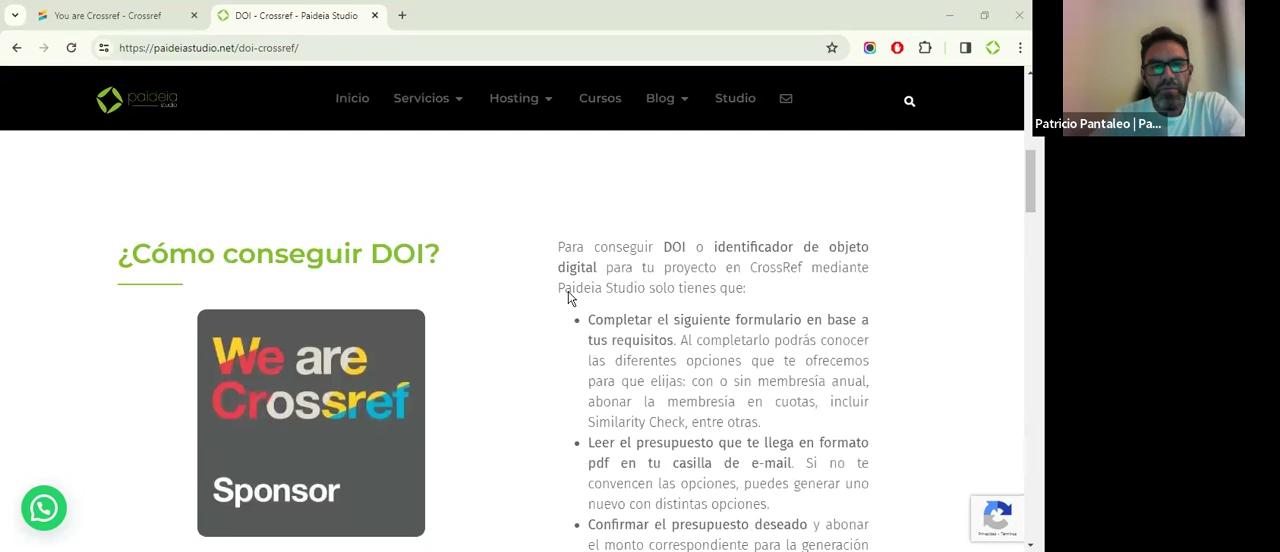 You are Crossref - Crossref
DOI - Crossref - Paideia Studio
https://paideiastudio.net/doi-crossref/
paideia
studio
Inicio
Servicios
Hosting
Cursos
Blog
Studio
Patricio Pantaleo | Pa...
¿Cómo conseguir DOI?
We are
Crossref
Sponsor
Para conseguir DOI o identificador de objeto
digital para tu proyecto en CrossRef mediante
Paideia Studio solo tienes que:
Completar el siguiente formulario en base a
tus requisitos. Al completarlo podrás conocer
las diferentes opciones que te ofrecemos
para que elijas: con o sin membresía anual,
abonar la membresía en cuotas, incluir
Similarity Check, entre otras.
Leer el presupuesto que te llega en formato
pdf en tu casilla de e-mail. Si no te
convencen las opciones, puedes generar uno
nuevo con distintas opciones.
Confirmar el presupuesto deseado y abonar
el monto correspondiente para la generación
Privacidad - Términos